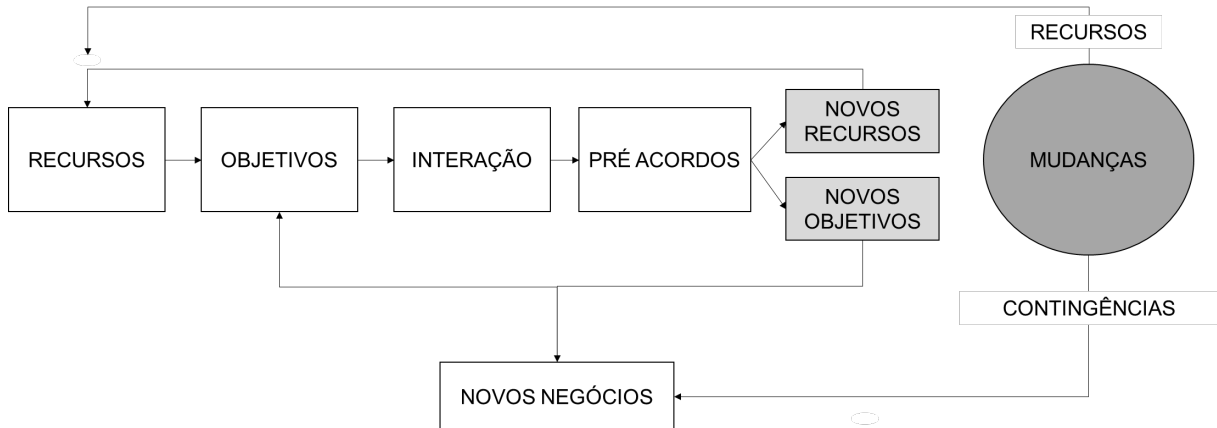 RECURSOS
RECURSOS
OBJETIVOS
INTERAÇÃO
PRÉ ACORDOS
NOVOS
RECURSOS
NOVOS
OBJETIVOS
MUDANÇAS
CONTINGÊNCIAS
NOVOS NEGÓCIOS